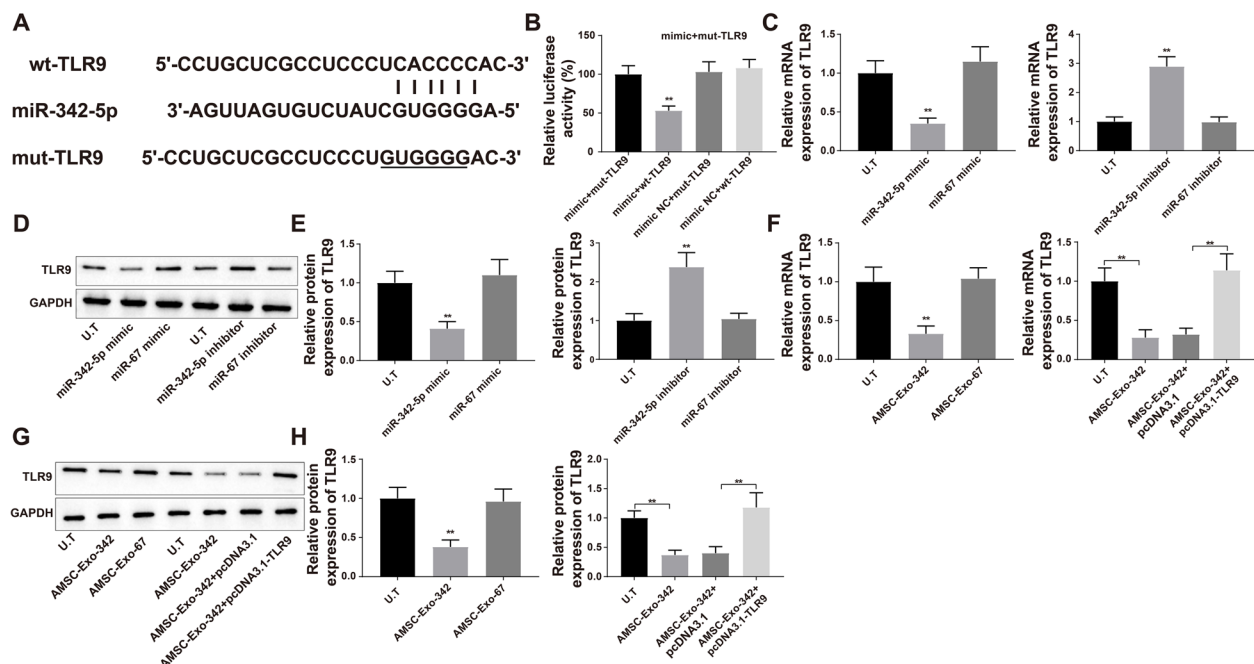 A
wt-TLR9 5'-CCUGCUCGCCUCCCUCACCCCAC-3'
miR-342-5p 3'-AGUUAGUGUCUAUCGUGGGGA-5'
mut-TLR9 5'-CCUGCUCGCCUCCCUGUGGGGAC-3'
B
mimic+mut-TLR9
Relative luciferase
activity (%)
150
100
50
0
**
mimic+mut-TLR9
mimic+wt-TLR9
mimic NC+mut-TLR9
mimic NC+wt-TLR9
C
Relative mRNA
expression of TLR9
1.5
1.0
0.5
0.0
**
U.T
miR-342-5p mimic
miR-67 mimic
Relative mRNA
expression of TLR9
4
3
2
1
0
**
U.T
miR-342-5p inhibitor
miR-67 inhibitor
D
TLR9
GAPDH
U.T
miR-342-5p mimic
miR-67 mimic
U.T
miR-342-5p inhibitor
miR-67 inhibitor
E
Relative protein
expression of TLR9
1.5
1.0
0.5
0.0
**
U.T
miR-342-5p mimic
miR-67 mimic
Relative protein
expression of TLR9
3
2
1
0
**
U.T
miR-342-5p inhibitor
miR-67 inhibitor
F
Relative mRNA
expression of TLR9
1.5
1.0
0.5
0.0
**
U.T
AMSC-Exo-342
AMSC-Exo-67
Relative mRNA
expression of TLR9
1.5
1.0
0.5
0.0
**
**
U.T
AMSC-Exo-342
AMSC-Exo-342+
pcDNA3.1
AMSC-Exo-342+
pcDNA3.1-TLR9
G
TLR9
GAPDH
U.T
AMSC-Exo-342
AMSC-Exo-67
U.T
AMSC-Exo-342
AMSC-Exo-342+pcDNA3.1
AMSC-Exo-342+pcDNA3.1-TLR9
H
Relative protein
expression of TLR9
1.5
1.0
0.5
0.0
**
U.T
AMSC-Exo-342
AMSC-Exo-67
Relative protein
expression of TLR9
2.0
1.5
1.0
0.5
0.0
**
**
U.T
AMSC-Exo-342
AMSC-Exo-342+
pcDNA3.1
AMSC-Exo-342+
pcDNA3.1-TLR9